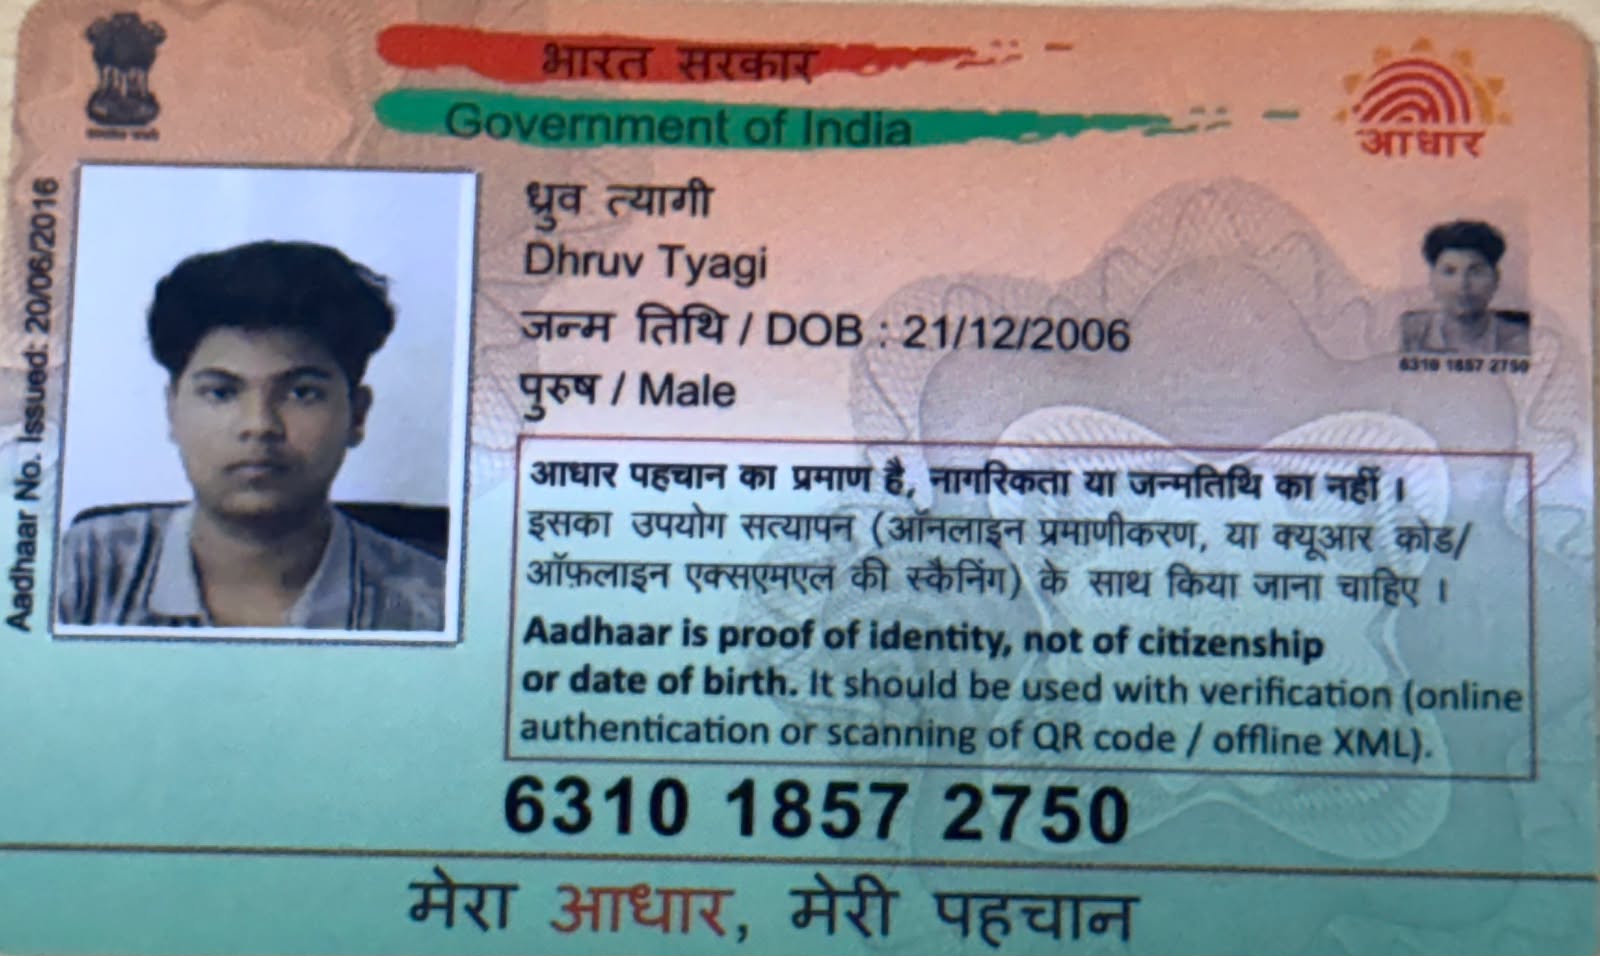 भारत सरकार
Government of India
आधार
Aadhaar No. Issued: 20/06/2016
ध्रुव त्यागी
Dhruv Tyagi
जन्म तिथि / DOB : 21/12/2006
पुरुष / Male
6310 1857 2750
आधार पहचान का प्रमाण है, नागरिकता या जन्मतिथि का नहीं ।
इसका उपयोग सत्यापन (ऑनलाइन प्रमाणीकरण, या क्यूआर कोड/
ऑफ़लाइन एक्सएमएल की स्कैनिंग) के साथ किया जाना चाहिए ।
Aadhaar is proof of identity, not of citizenship
or date of birth. It should be used with verification (online
authentication or scanning of QR code / offline XML).
6310 1857 2750
मेरा आधार, मेरी पहचान